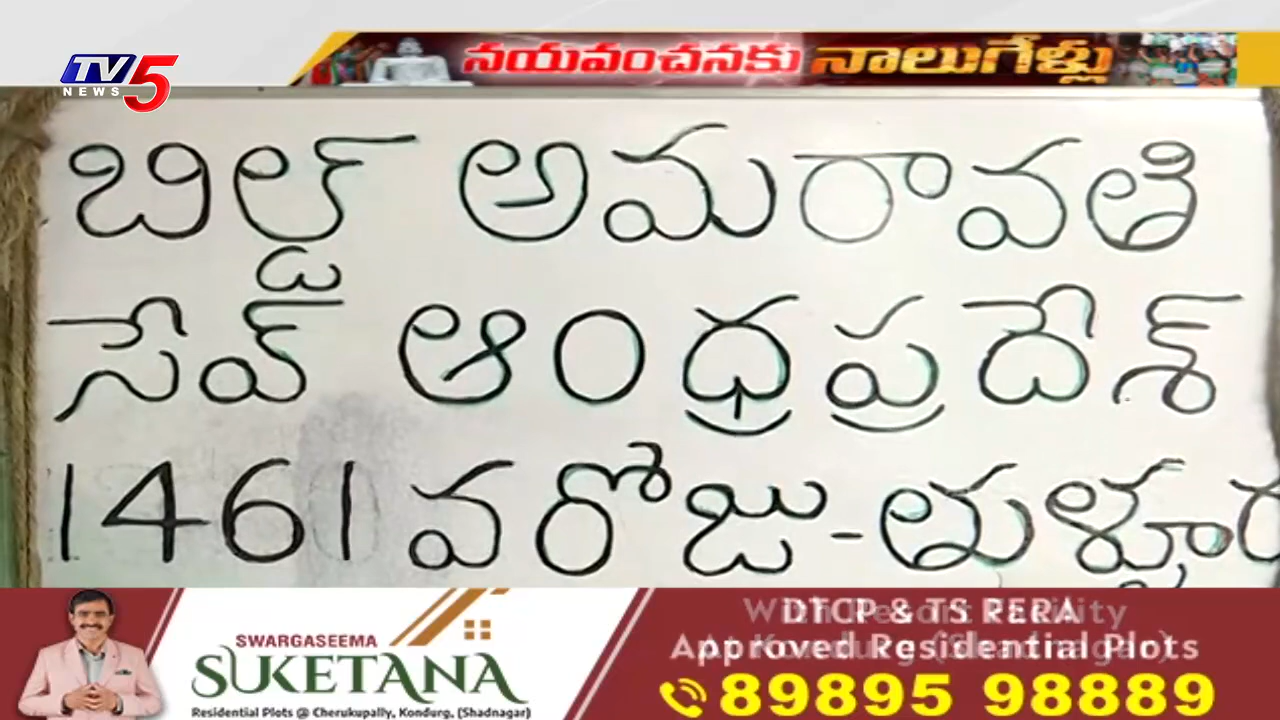 TV5
NEWS
నయవంచనకు నాలుగేళ్లు
బిల్డ్ అమరావతి
సేవ్ ఆంధ్రప్రదేశ్
1461 వ రోజు - తుళ్ళూర
SWARGASEEMA
SUKETANA
Residential Plots @ Cherukupally, Kondurg, (Shadnagar)
DTCP & TS RERA
Approved Residential Plots
89895 98889